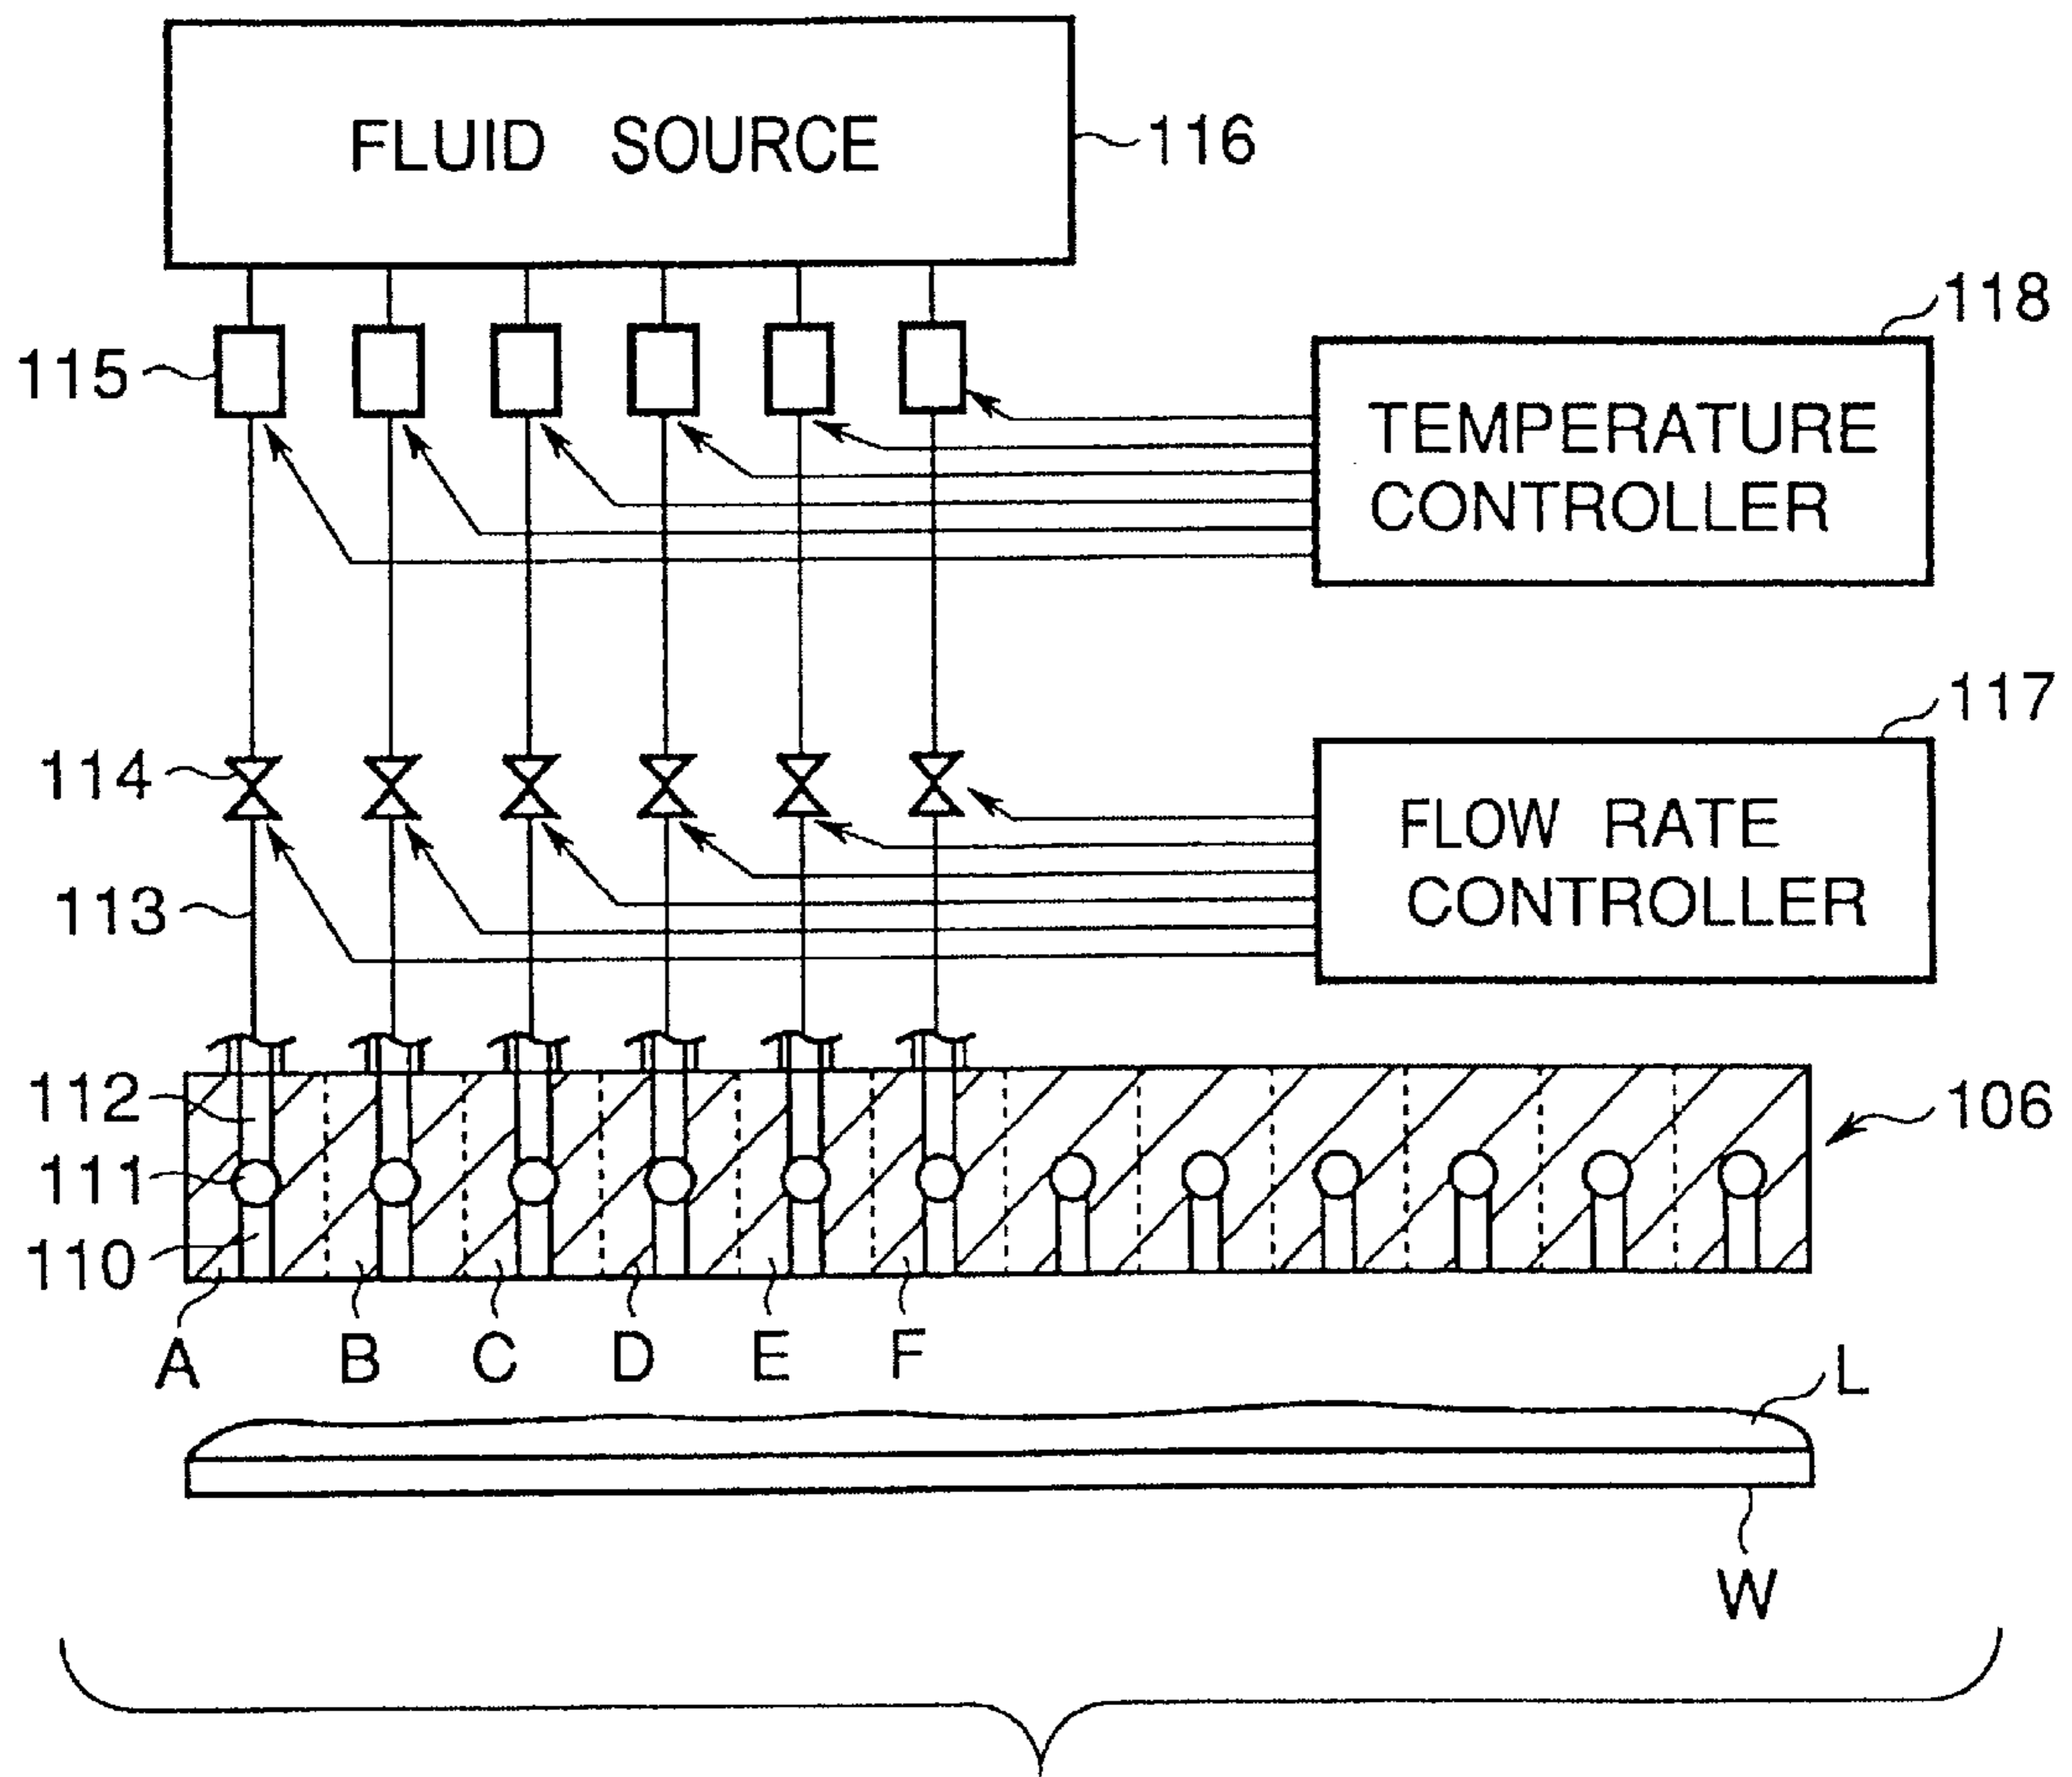 FLUID SOURCE
116
118
115
TEMPERATURE
CONTROLLER
117
114
FLOW RATE
CONTROLLER
113
112
106
111
110
A
B
C
D
E
F
L
W